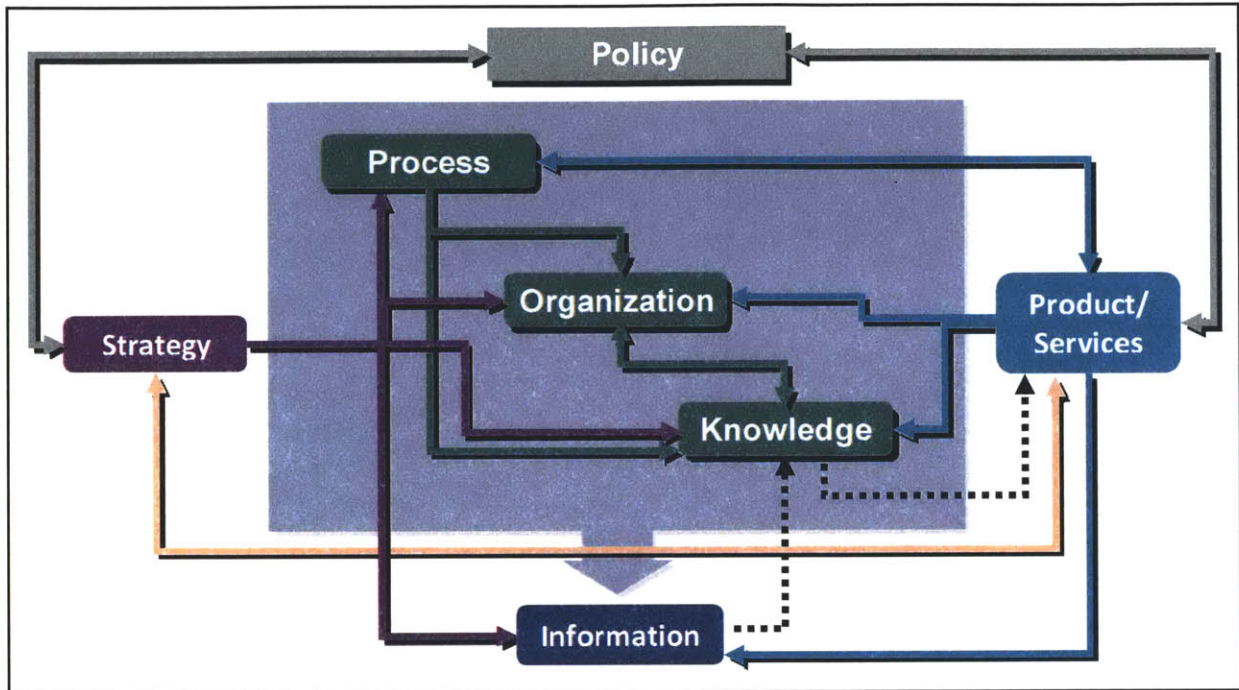 Policy
Process
Organization
Product/
Services
Strategy
Knowledge
Information